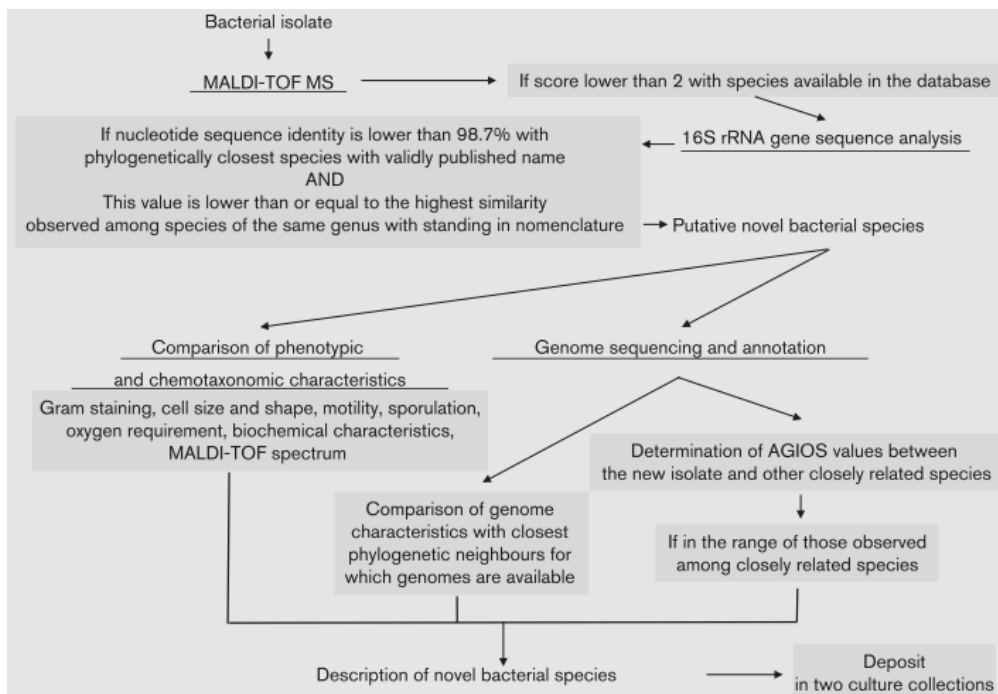 Bacterial isolate
MALDI-TOF MS
If score lower than 2 with species available in the database
16S rRNA gene sequence analysis
If nucleotide sequence identity is lower than 98.7% with
phylogenetically closest species with validly published name
AND
This value is lower than or equal to the highest similarity
observed among species of the same genus with standing in nomenclature
Putative novel bacterial species
Comparison of phenotypic
and chemotaxonomic characteristics
Gram staining, cell size and shape, motility, sporulation,
oxygen requirement, biochemical characteristics,
MALDI-TOF spectrum
Genome sequencing and annotation
Comparison of genome
characteristics with closest
phylogenetic neighbours for
which genomes are available
Determination of AGIOS values between
the new isolate and other closely related species
If in the range of those observed
among closely related species
Description of novel bacterial species
Deposit
in two culture collections